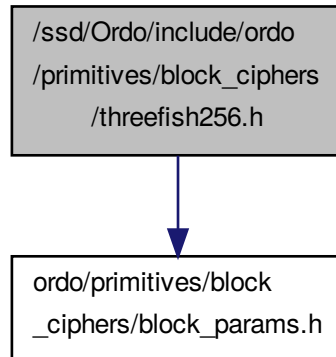 /ssd/Ordo/include/ordo
/primitives/block_ciphers
/threefish256.h
ordo/primitives/block
_ciphers/block_params.h